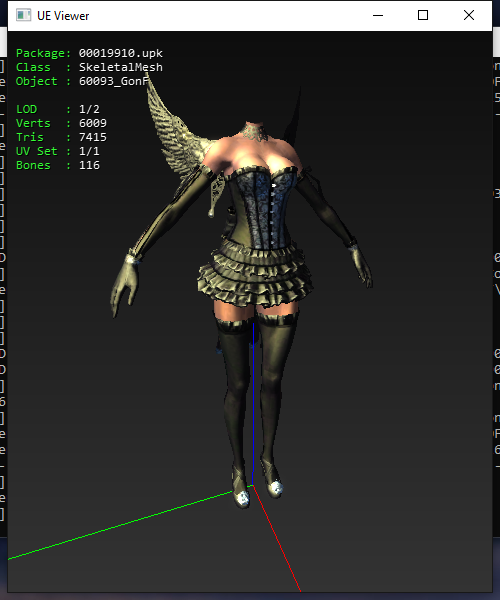 UE Viewer
Package: 00019910.upk
Class : SkeletalMesh
Object : 60093_GonF
LOD : 1/2
Verts : 6009
Tris : 7415
UV Set : 1/1
Bones : 116